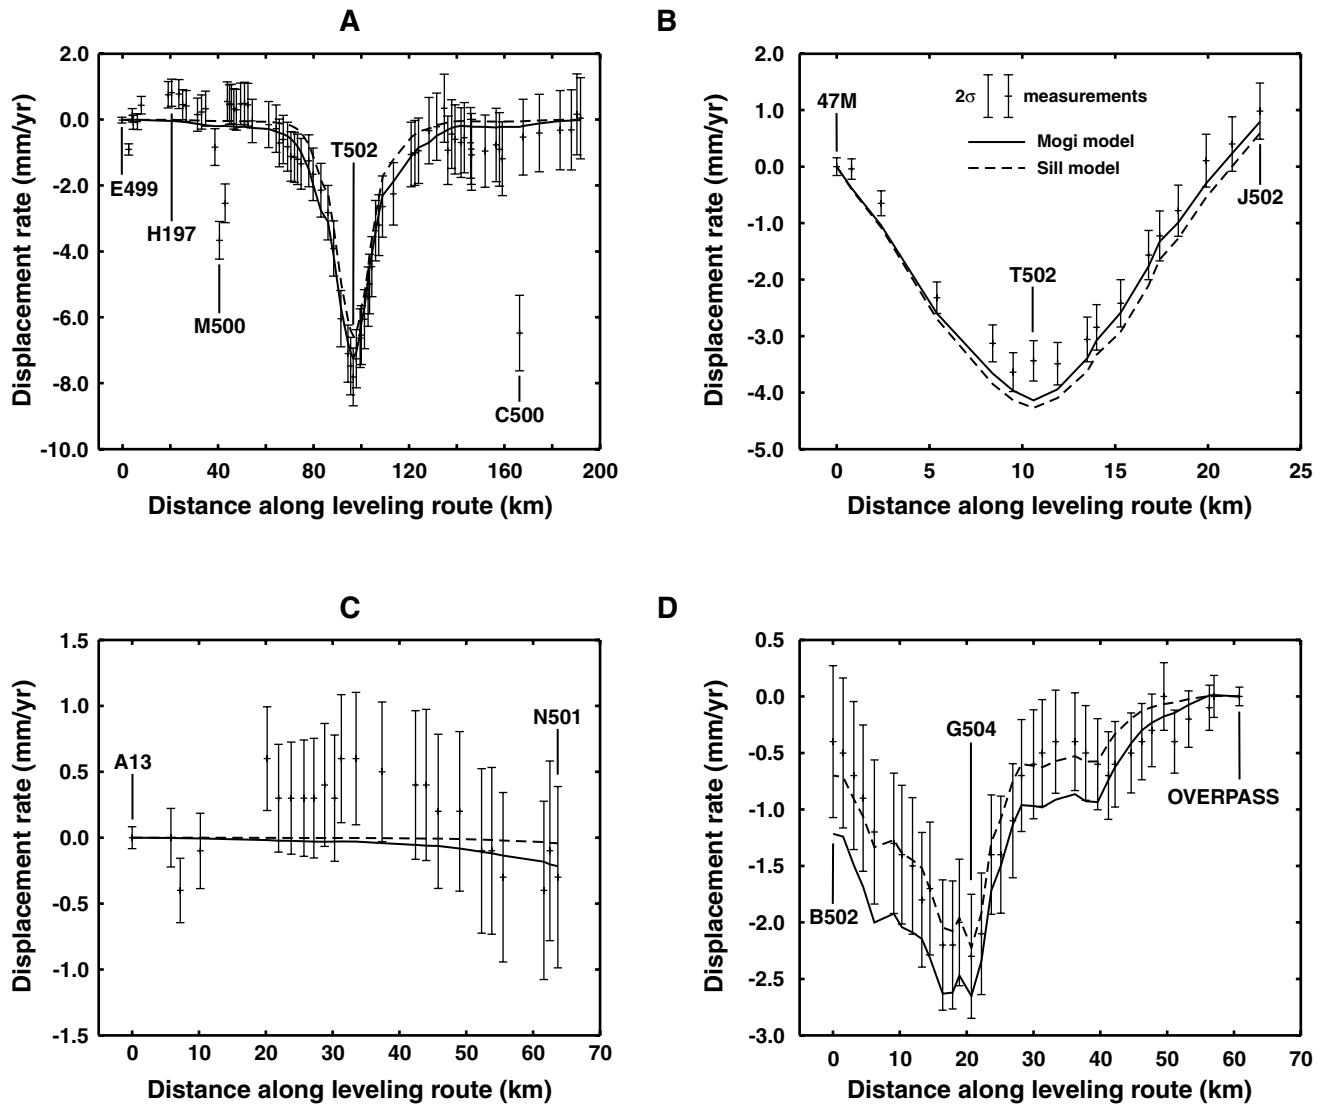 A
Displacement rate (mm/yr)
2.0
0.0
-2.0
-4.0
-6.0
-8.0
-10.0
E499
H197
M500
T502
C500
0 40 80 120 160 200
Distance along leveling route (km)
B
Displacement rate (mm/yr)
2.0
1.0
0.0
-1.0
-2.0
-3.0
-4.0
-5.0
47M
2σ measurements
Mogi model
Sill model
J502
T502
0 5 10 15 20 25
Distance along leveling route (km)
C
Displacement rate (mm/yr)
1.5
1.0
0.5
0.0
-0.5
-1.0
-1.5
A13
N501
0 10 20 30 40 50 60 70
Distance along leveling route (km)
D
Displacement rate (mm/yr)
0.5
0.0
-0.5
-1.0
-1.5
-2.0
-2.5
-3.0
G504
OVERPASS
B502
0 10 20 30 40 50 60 70
Distance along leveling route (km)